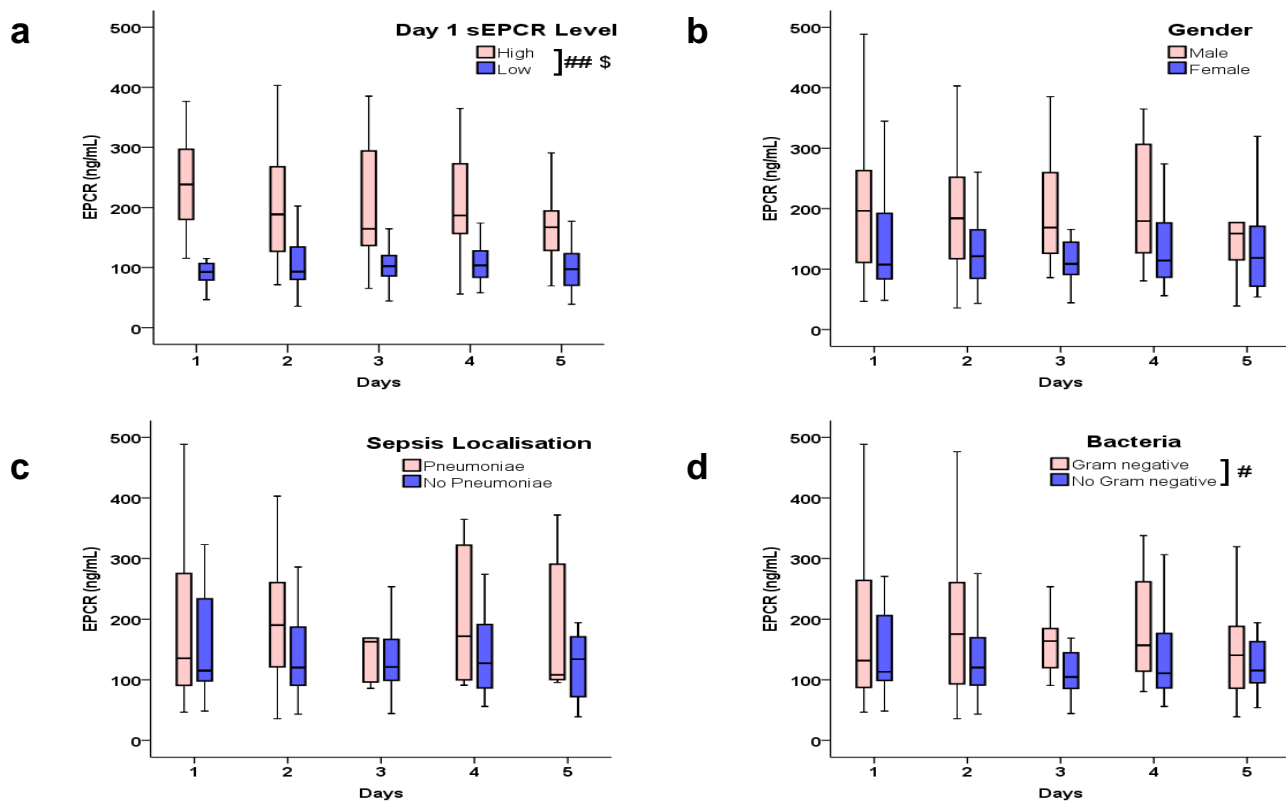 a
Day 1 sEPCR Level
High
Low
] ## $
EPCR (ng/mL)
500
400
300
200
100
0
1 2 3 4 5
Days
b
Gender
Male
Female
EPCR (ng/mL)
500
400
300
200
100
0
1 2 3 4 5
Days
c
Sepsis Localisation
Pneumoniae
No Pneumoniae
EPCR (ng/mL)
500
400
300
200
100
0
1 2 3 4 5
Days
d
Bacteria
Gram negative
No Gram negative
] #
EPCR (ng/mL)
500
400
300
200
100
0
1 2 3 4 5
Days